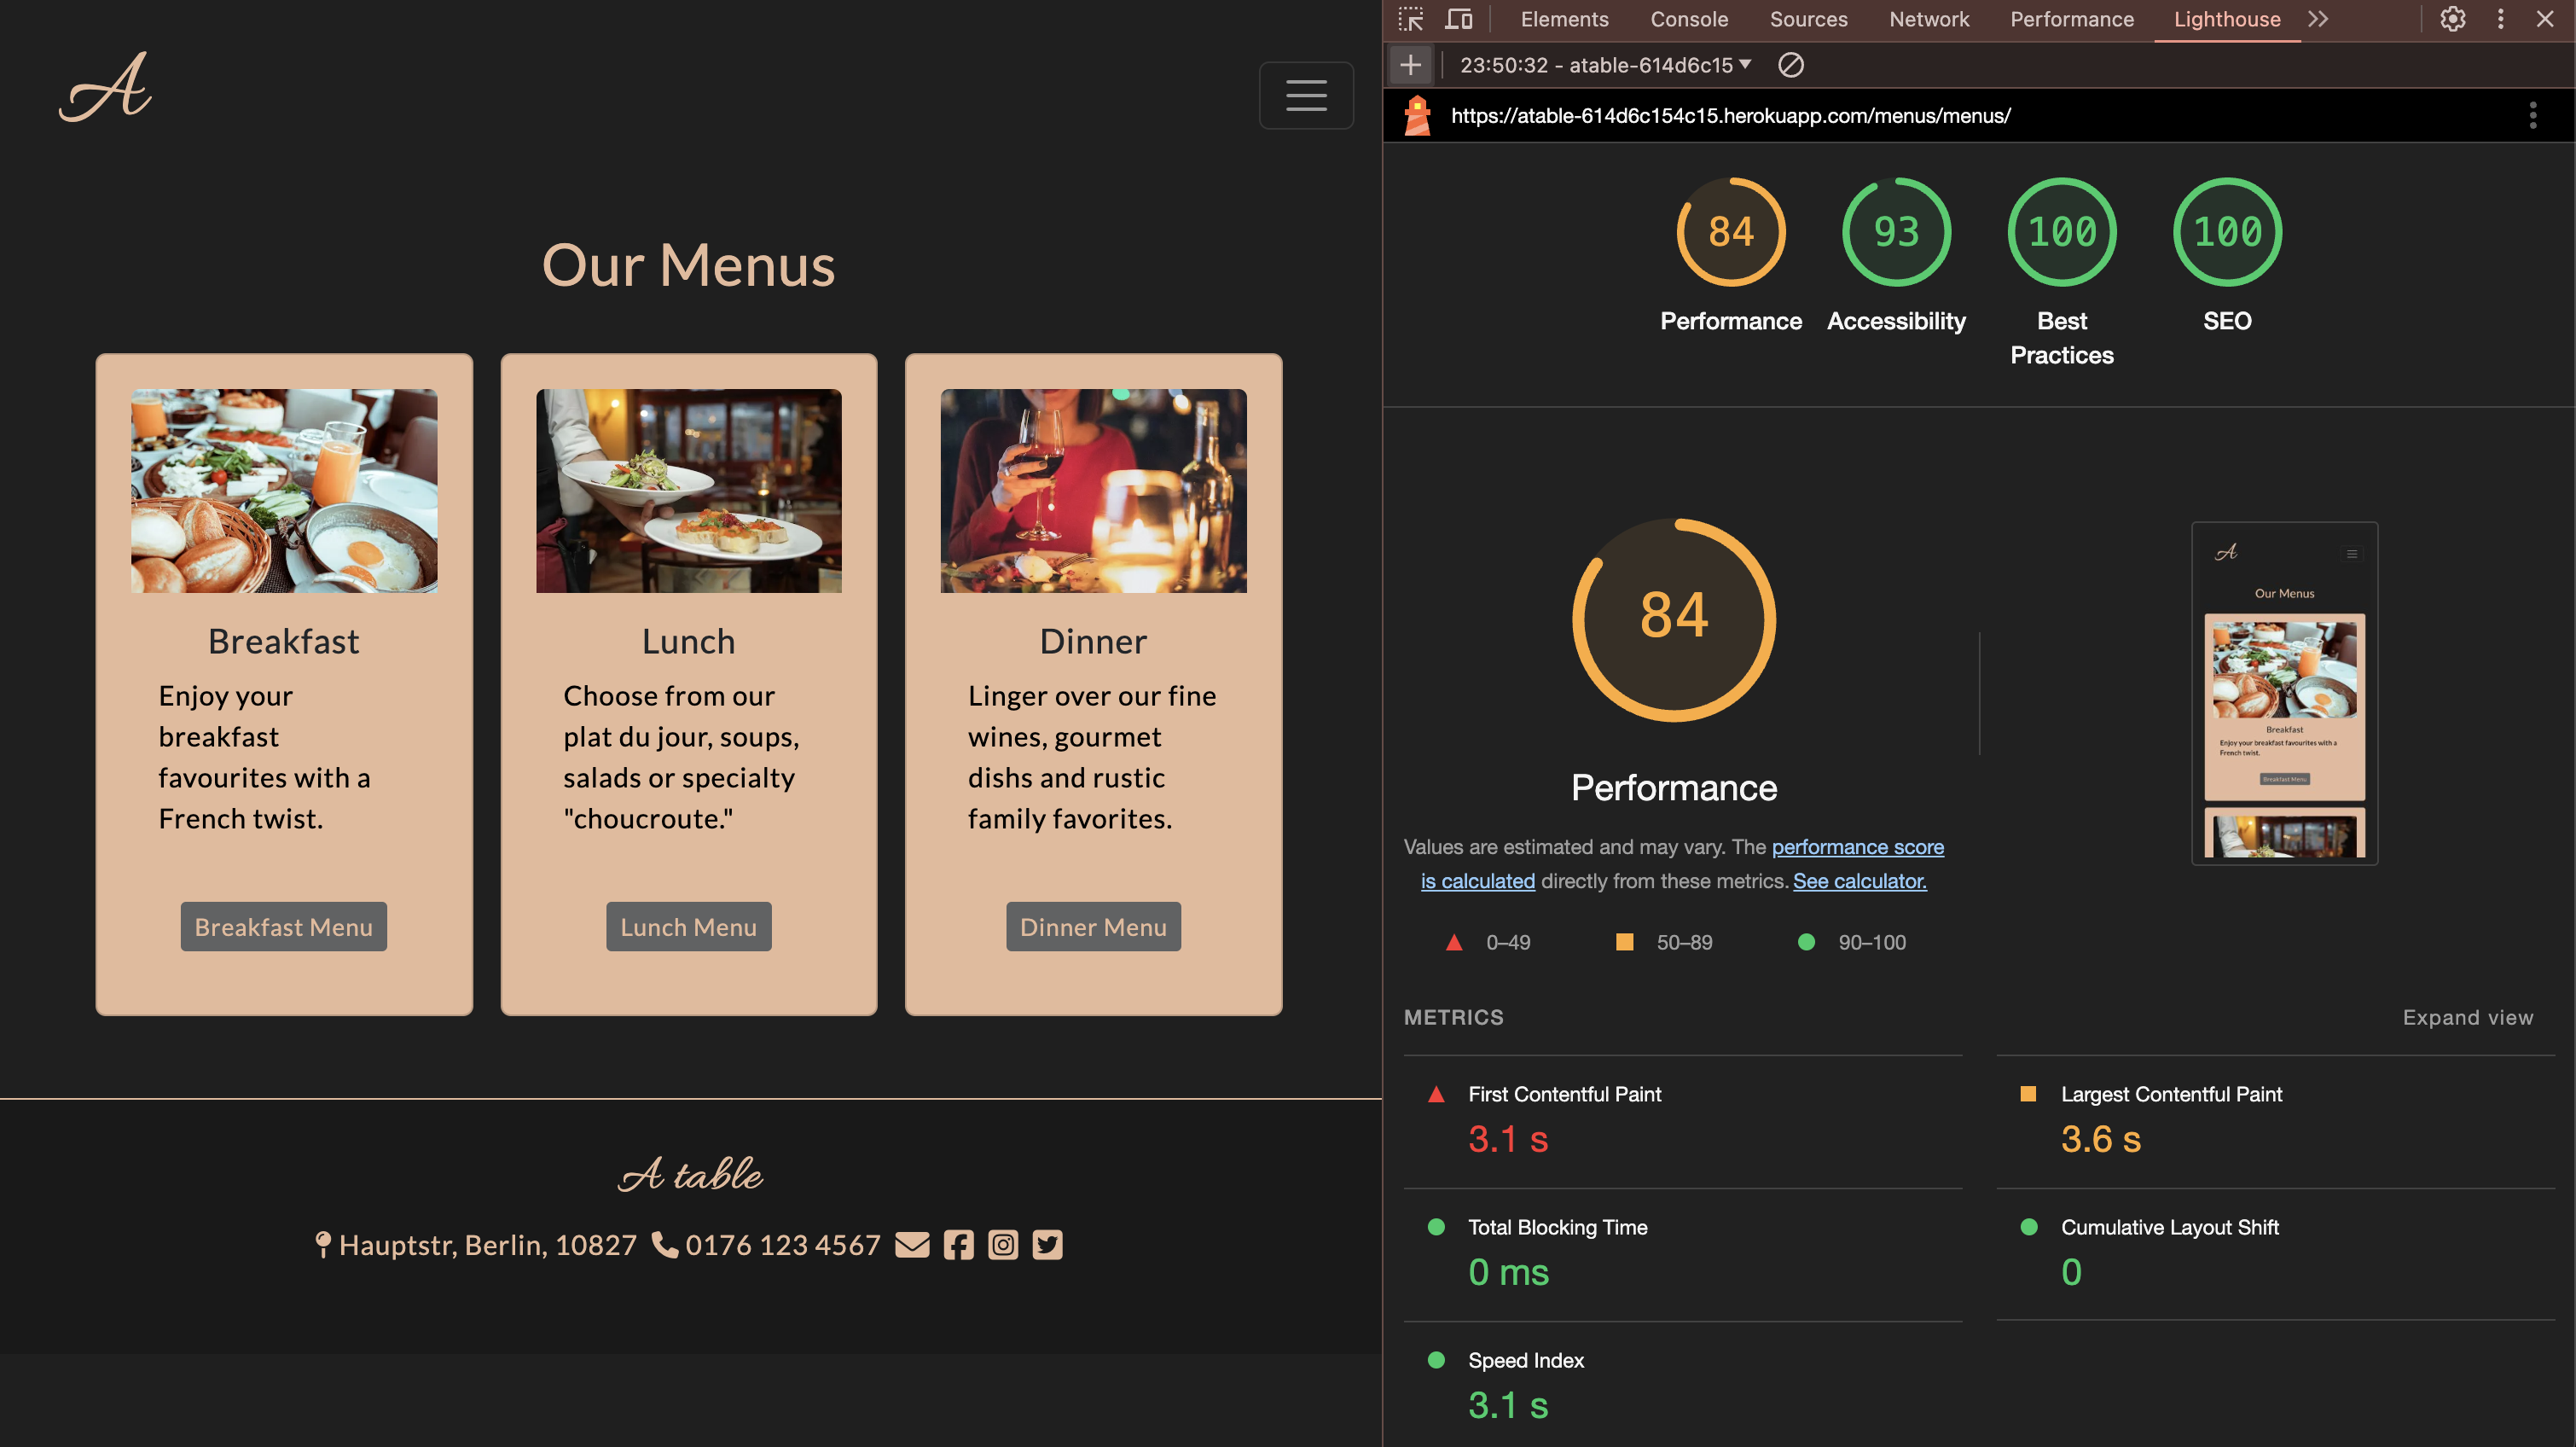 A
Our Menus
Breakfast
Enjoy your
breakfast
favourites with a
French twist.
Breakfast Menu
Lunch
Choose from our
plat du jour, soups,
salads or specialty
"choucroute."
Lunch Menu
Dinner
Linger over our fine
wines, gourmet
dishs and rustic
family favorites.
Dinner Menu
A table
Hauptstr, Berlin, 10827 0176 123 4567
Elements Console Sources Network Performance Lighthouse
23:50:32 - atable-614d6c15
https://atable-614d6c154c15.herokuapp.com/menus/menus/
84
Performance
93
Accessibility
100
Best
Practices
100
SEO
84
Performance
Values are estimated and may vary. The performance score
is calculated directly from these metrics. See calculator.
0–49 50–89 90–100
A
Our Menus
Breakfast
Enjoy your breakfast favourites with a
French twist.
Breakfast Menu
METRICS
Expand view
First Contentful Paint
3.1 s
Largest Contentful Paint
3.6 s
Total Blocking Time
0 ms
Cumulative Layout Shift
0
Speed Index
3.1 s